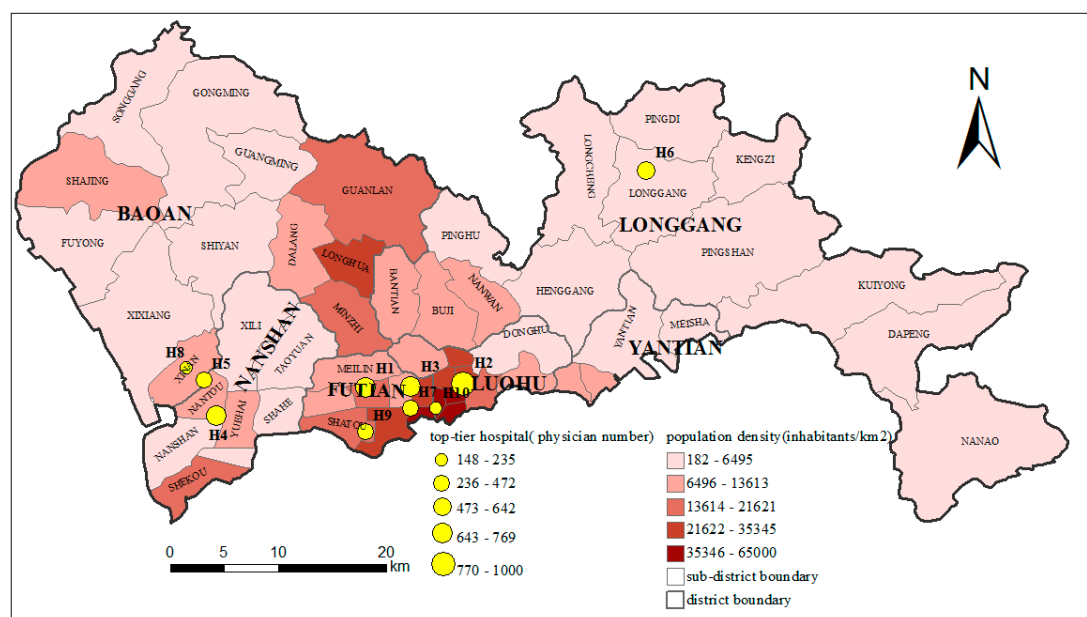 SONGGANG
GONGMING
N
GUANGMING
PINGDI
LONGCHENG
H6
KENGZI
SHAJING
GUANLAN
LONGGANG
BAOAN
LONGGANG
FUYONG
SHIYAN
DALANG
PINGHU
PINGSHAN
LONGHUA
BANTIAN
NANWAN
KUIYONG
HENGGANG
XIXIANG
XILI
MINZHI
BUJI
YANTIAN
MEISHA
NANSHAN
TAOYUAN
DONGHU
YANTIAN
DAPENG
H8
XINAN
H5
MEILIN
H1
H3
H2
FUTIAN
LUOHU
NANTOU
H7
H10
SHAHE
H4
YUEHAI
SHATOU
H9
NANSHAN
NANAO
SHEKOU
top-tier hospital( physician number)
148 - 235
236 - 472
473 - 642
643 - 769
770 - 1000
population density(inhabitants/km2)
182 - 6495
6496 - 13613
13614 - 21621
21622 - 35345
35346 - 65000
sub-district boundary
district boundary
0 5 10 20
km